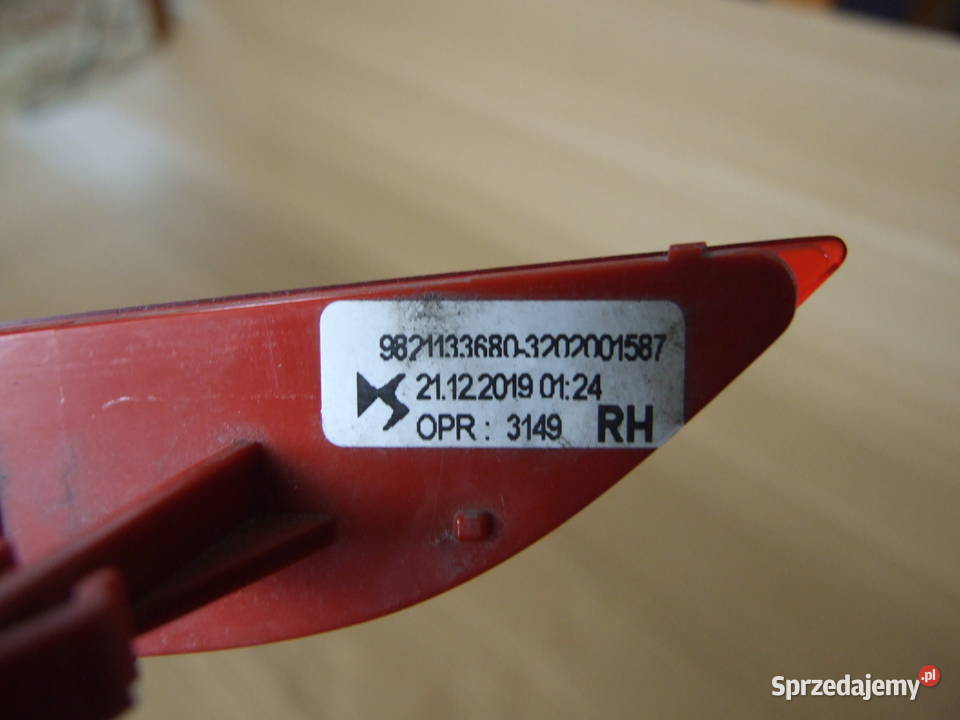 9821133680-3202001587
21.12.2019 01:24
OPR : 3149 RH
Sprzedajemy.pl